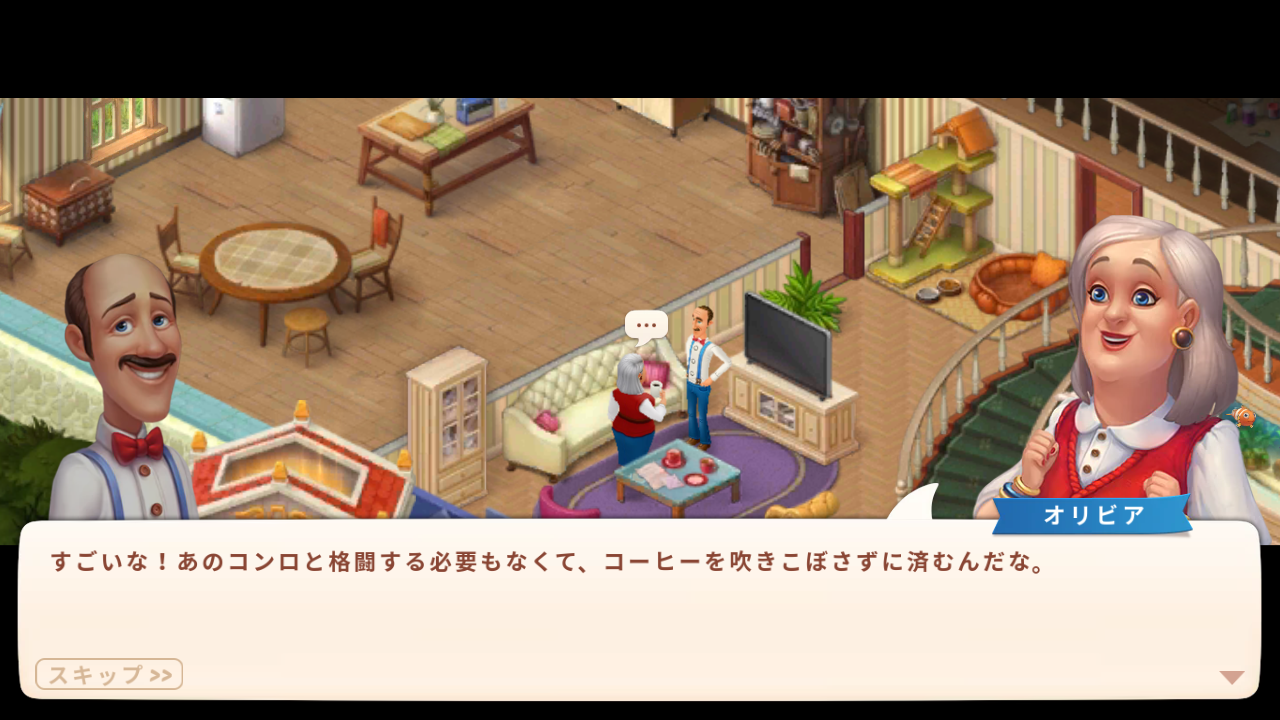 オリビア
すごいな！あのコンロと格闘する必要もなくて、コーヒーを吹きこぼさずに済むんだな。
スキップ >>